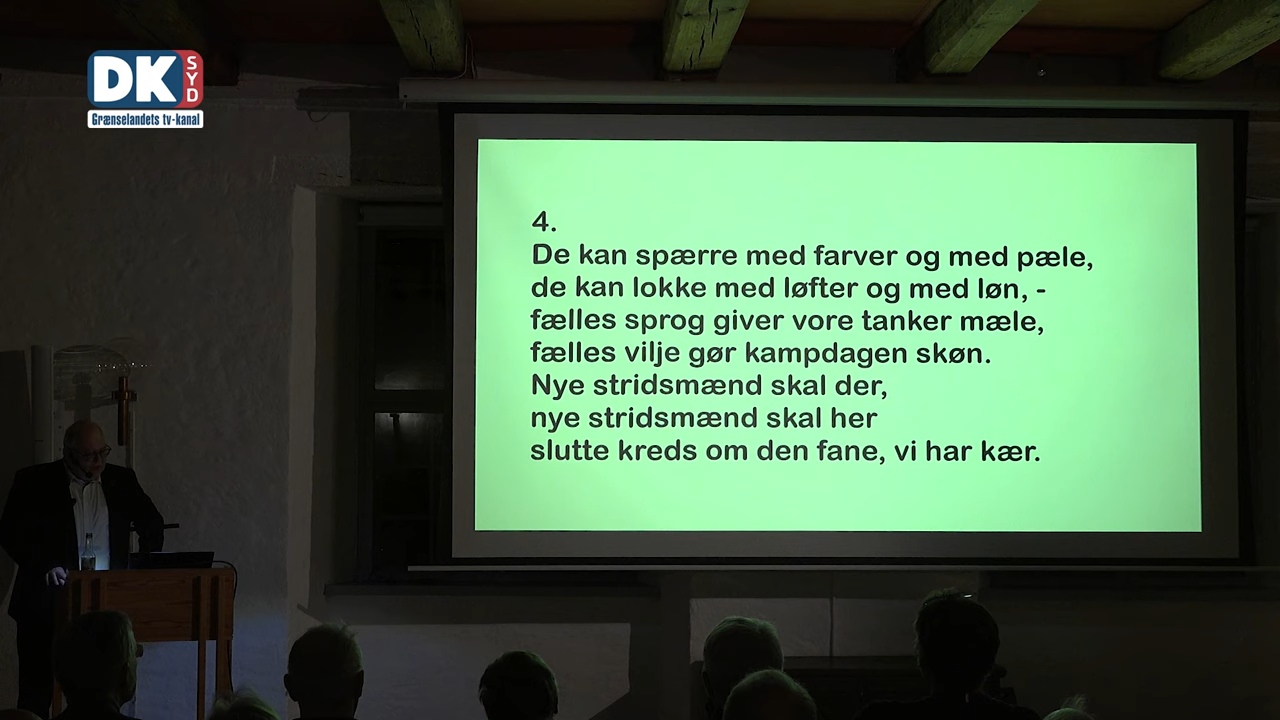 DK SYD
Grænselandets tv-kanal
4.
De kan spærre med farver og med pæle,
de kan lokke med løfter og med løn, -
fælles sprog giver vore tanker mæle,
fælles vilje gør kampdagen skøn.
Nye stridsmænd skal der,
nye stridsmænd skal her
slutte kreds om den fane, vi har kær.